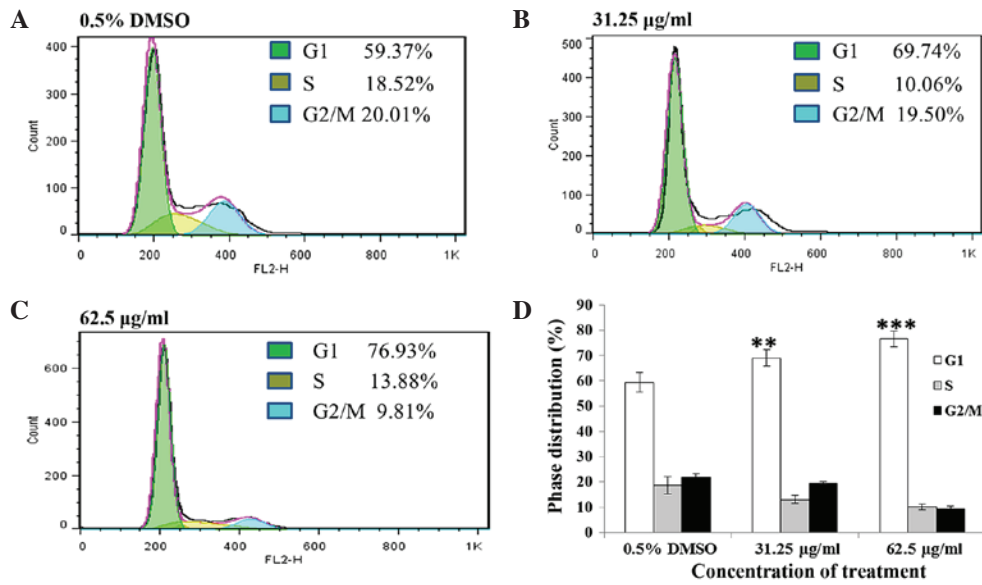 A
0.5% DMSO
400
300
200
100
0
Count
G1 59.37%
S 18.52%
G2/M 20.01%
0 200 400 600 800 1K
FL2-H
B
31.25 µg/ml
500
400
300
200
100
0
Count
G1 69.74%
S 10.06%
G2/M 19.50%
0 200 400 600 800 1K
FL2-H
C
62.5 µg/ml
600
400
200
0
Count
G1 76.93%
S 13.88%
G2/M 9.81%
0 200 400 600 800 1K
FL2-H
D
90
80
70
60
50
40
30
20
10
0
Phase distribution (%)
**
***
G1
S
G2/M
0.5% DMSO 31.25 µg/ml 62.5 µg/ml
Concentration of treatment